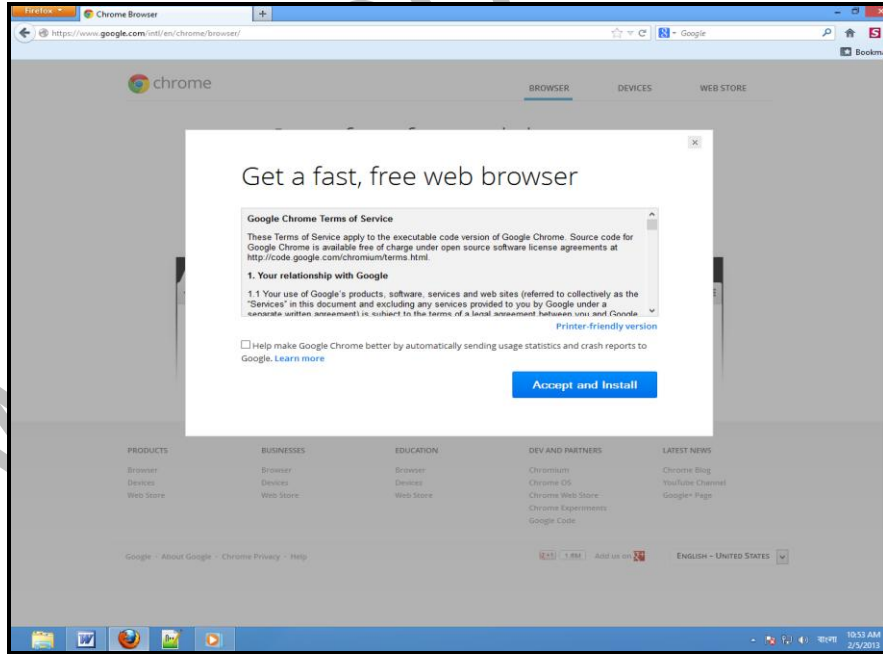 Firefox
Chrome Browser
https://www.google.com/intl/en/chrome/browser/
Google
Bookma
chrome
BROWSER DEVICES WEB STORE
Get a fast, free web browser
Google Chrome Terms of Service
These Terms of Service apply to the executable code version of Google Chrome. Source code for
Google Chrome is available free of charge under open source software license agreements at
http://code.google.com/chromium/terms.html.
1. Your relationship with Google
1.1 Your use of Google's products, software, services and web sites (referred to collectively as the
"Services" in this document and excluding any services provided to you by Google under a
separate written agreement) is subject to the terms of a legal agreement between you and Google
Printer-friendly version
Help make Google Chrome better by automatically sending usage statistics and crash reports to
Google. Learn more
Accept and Install
PRODUCTS BUSINESSES EDUCATION DEV AND PARTNERS LATEST NEWS
Browser Browser Browser Chromium Chrome Blog
Devices Devices Devices Chrome OS YouTube Channel
Web Store Web Store Web Store Chrome Web Store Google+ Page
Chrome Experiments
Google Code
Google - About Google - Chrome Privacy - Help
Add us on
ENGLISH – UNITED STATES
বাংলা
10:53 AM
2/5/2013